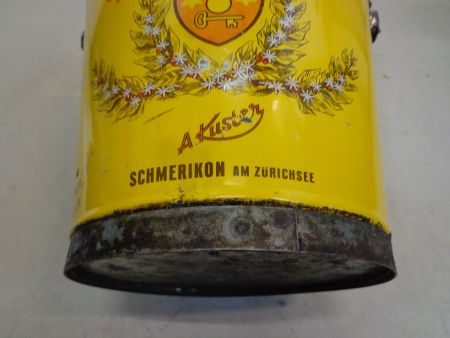 A. Kuster
SCHMERIKON AM ZÜRICHSEE